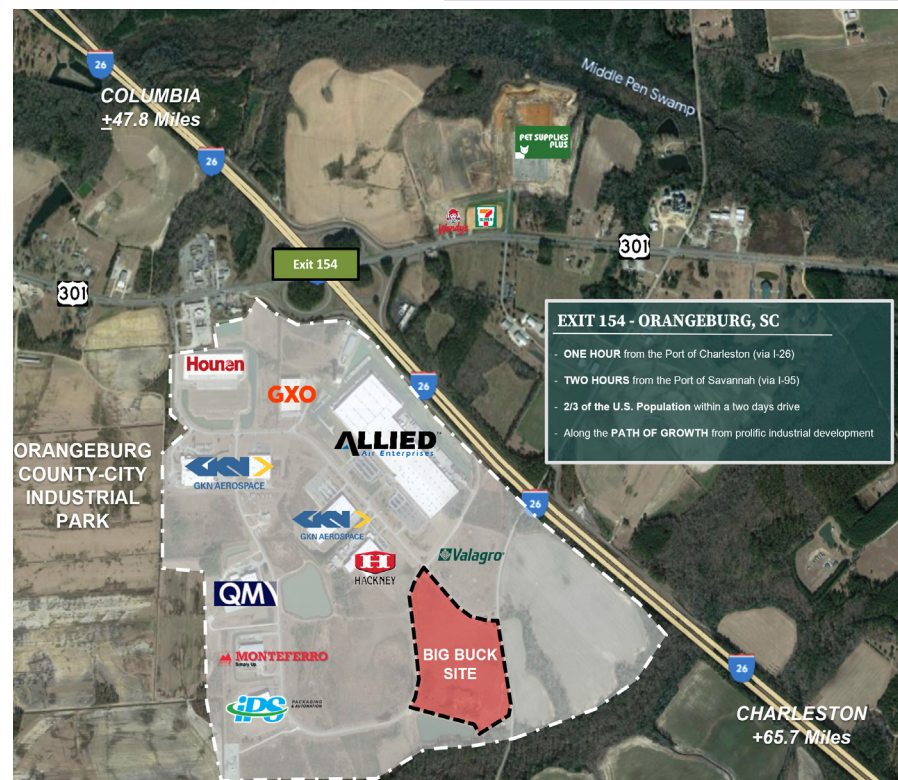 26
COLUMBIA
+47.8 Miles
Middle Pen Swamp
PET SUPPLIES
PLUS
26
Wendy's
7
ELEVEN
301
Exit 154
301
EXIT 154 - ORANGEBURG, SC
- ONE HOUR from the Port of Charleston (via I-26)
- TWO HOURS from the Port of Savannah (via I-95)
- 2/3 of the U.S. Population within a two days drive
- Along the PATH OF GROWTH from prolific industrial development
Hounen
GXO
26
ALLIED™
Air Enterprises
ORANGEBURG
COUNTY-CITY
INDUSTRIAL
PARK
GKN
GKN AEROSPACE
26
GKN
GKN AEROSPACE
H
HACKNEY
Valagro
QM
BIG BUCK
SITE
MONTEFERRO
iPS
PACKAGING
& AUTOMATION
26
CHARLESTON
+65.7 Miles